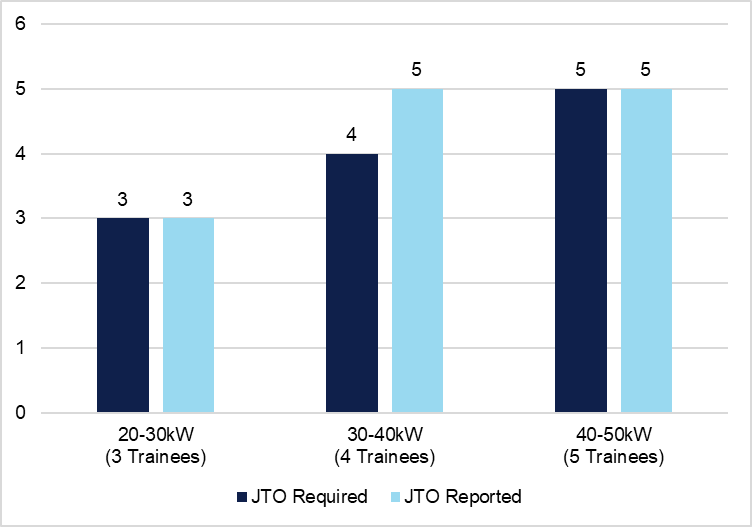 6
5
4
3
2
1
0
3
3
4
5
5
5
20-30kW
(3 Trainees)
30-40kW
(4 Trainees)
40-50kW
(5 Trainees)
JTO Required
JTO Reported